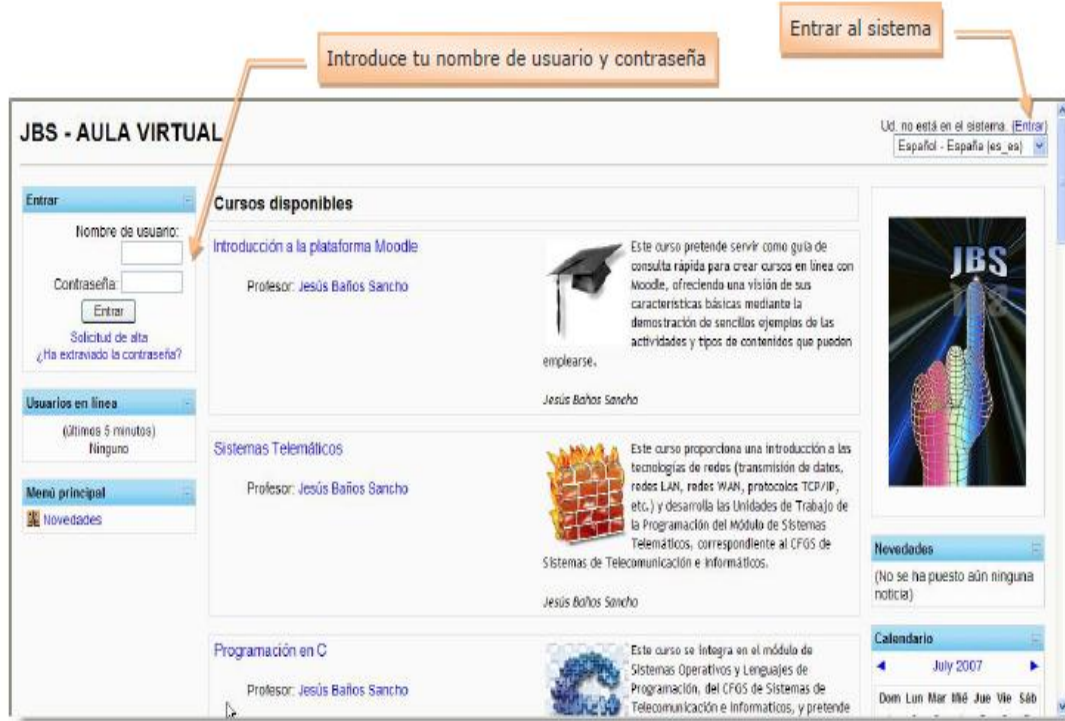 Entrar al sistema
Introduce tu nombre de usuario y contraseña
JBS - AULA VIRTUAL
Ud. no está en el sistema. (Entrar)
Español - España (es_es)
Entrar
Nombre de usuario:
Contraseña:
Entrar
Solicitud de alta
¿Ha extraviado la contraseña?
Usuarios en línea
(últimos 5 minutos)
Ninguno
Menú principal
Novedades
Cursos disponibles
Introducción a la plataforma Moodle
Profesor: Jesús Baños Sancho
Este curso pretende servir como guía de
consulta rápida para crear cursos en línea con
Moodle, ofreciendo una visión de sus
características básicas mediante la
demostración de sencillos ejemplos de las
actividades y tipos de contenidos que pueden
emplearse.
Jesús Baños Sancho
Sistemas Telemáticos
Profesor: Jesús Baños Sancho
Este curso proporciona una introducción a las
tecnologías de redes (transmisión de datos,
redes LAN, redes WAN, protocolos TCP/IP,
etc.) y desarrolla las Unidades de Trabajo de
la Programación del Módulo de Sistemas
Telemáticos, correspondiente al CFGS de
Sistemas de Telecomunicación e Informáticos.
Jesús Baños Sancho
Programación en C
Profesor: Jesús Baños Sancho
Este curso se integra en el módulo de
Sistemas Operativos y Lenguajes de
Programación, del CFGS de Sistemas de
Telecomunicación e Informaticos, y pretende
JBS
Novedades
(No se ha puesto aún ninguna
noticia)
Calendario
July 2007
Dom Lun Mar Mié Jue Vie Sáb